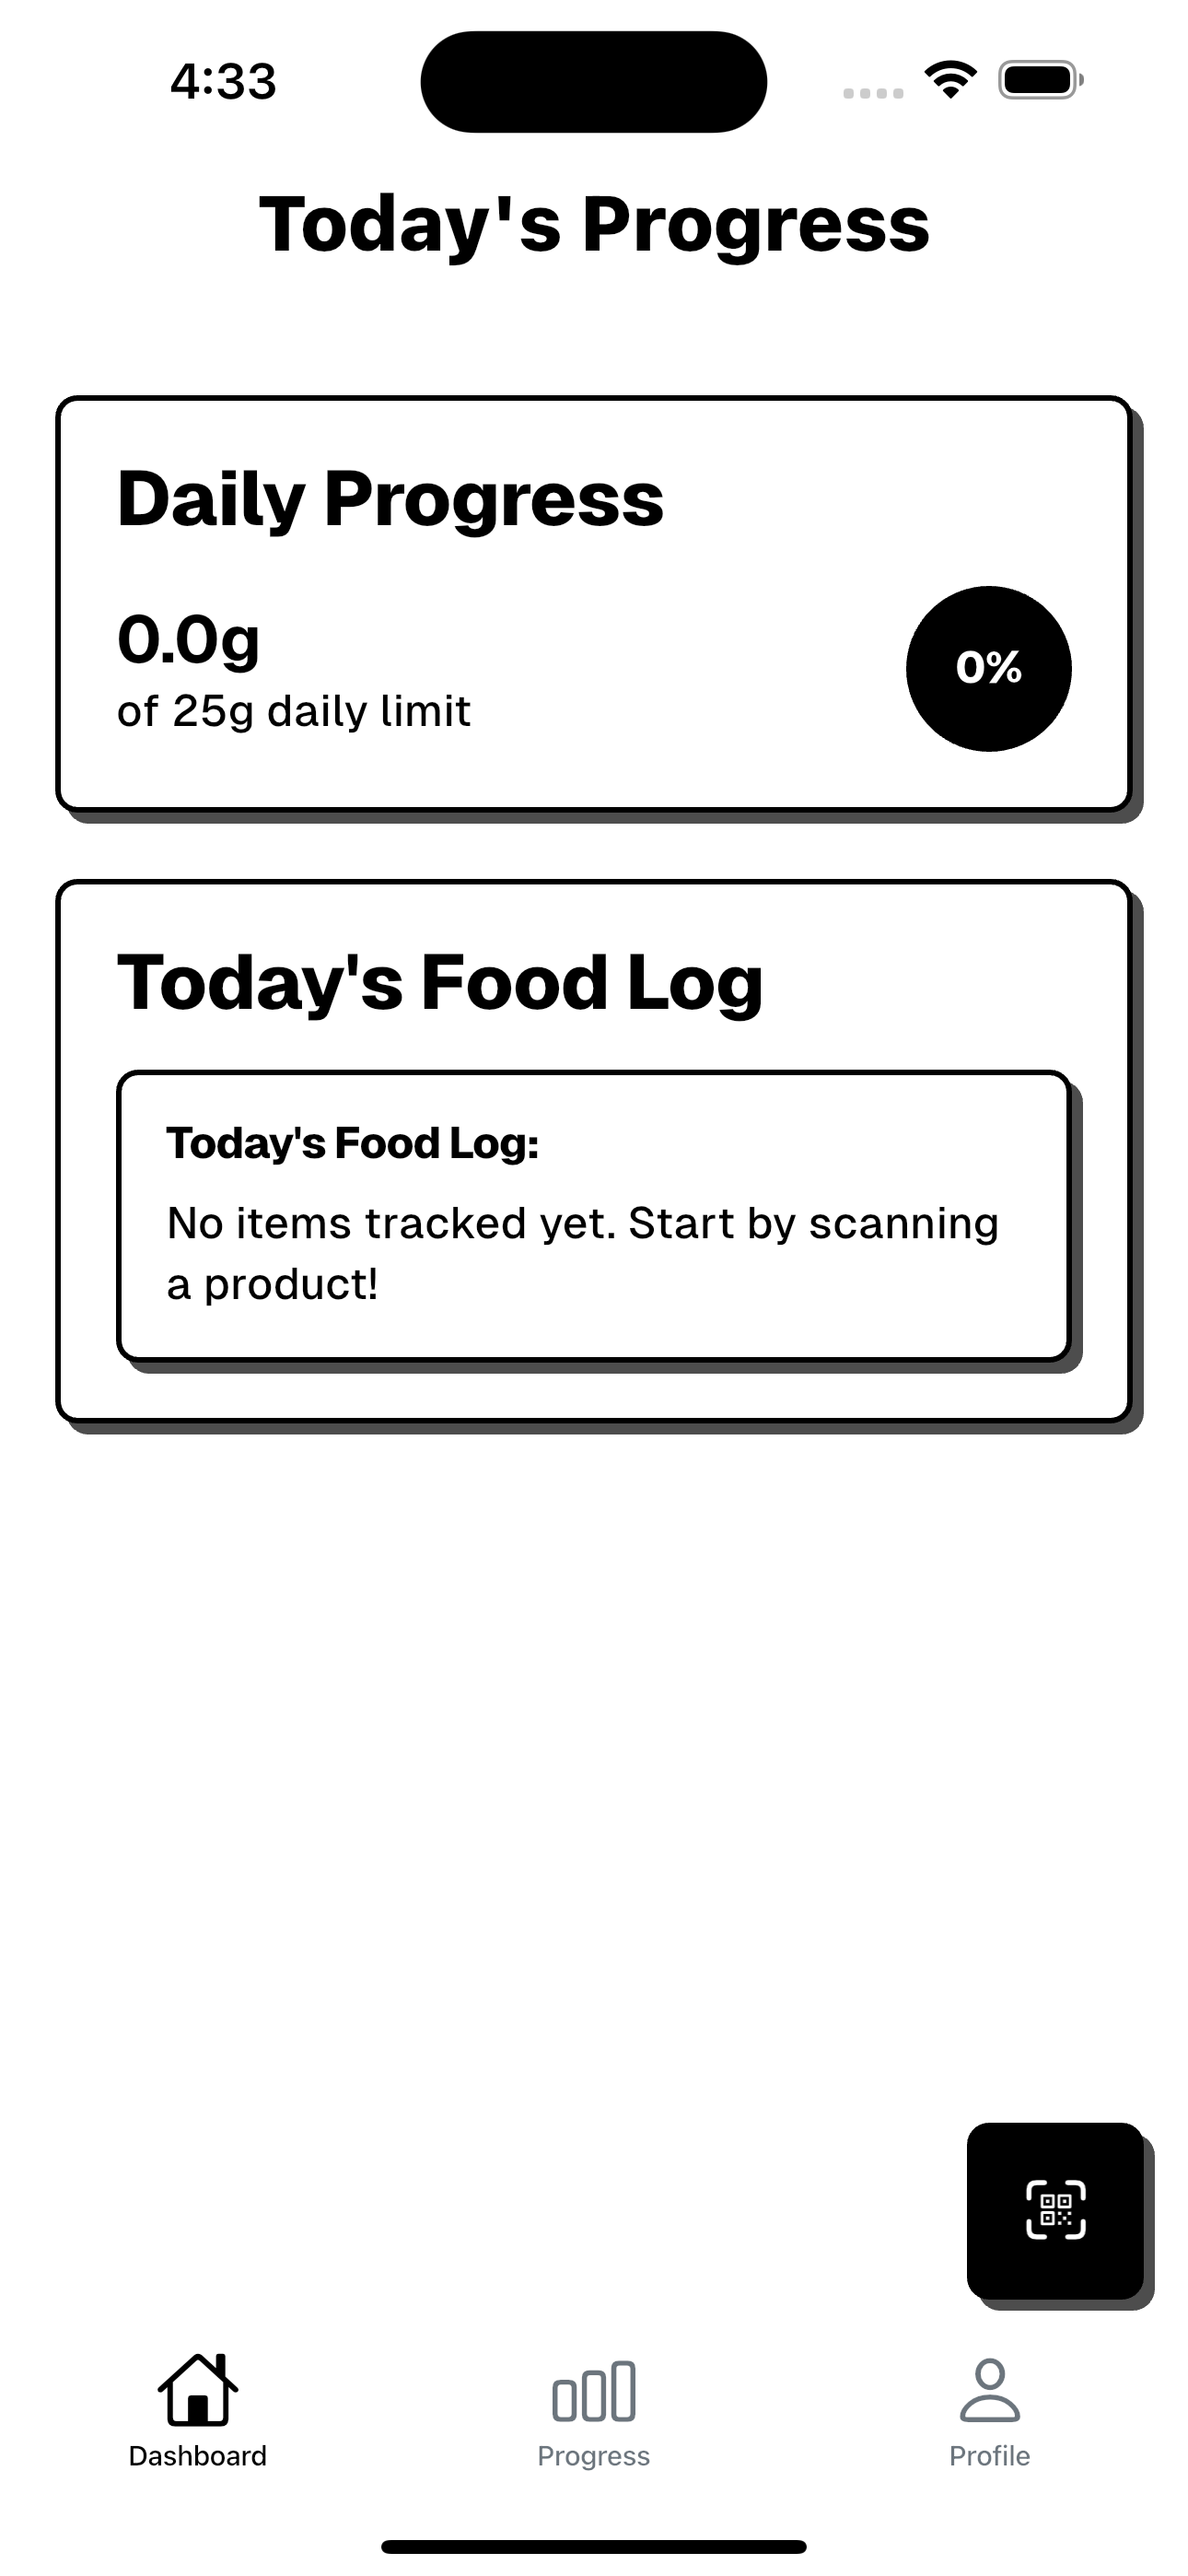 4:33
Today's Progress
Daily Progress
0.0g
of 25g daily limit
0%
Today's Food Log
Today's Food Log:
No items tracked yet. Start by scanning
a product!
Dashboard
Progress
Profile